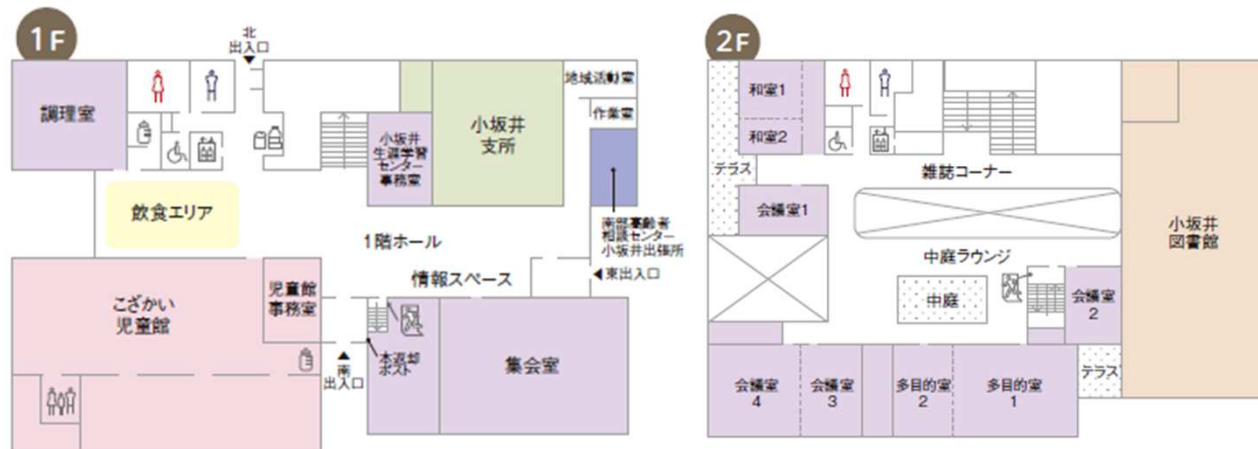 1F
北
出入口
調理室
地域活動室
作業室
小坂井
支所
小坂井
生涯学習
センター
事務室
飲食エリア
1階ホール
南部高齢者
相談センター
小坂井出張所
情報スペース
東出入口
こざかい
児童館
児童館
事務室
本返却
ポスト
南
出入口
集会室
2F
和室1
和室2
テラス
雑誌コーナー
会議室1
小坂井
図書館
中庭ラウンジ
中庭
会議室
2
テラス
会議室
4
会議室
3
多目的室
2
多目的室
1